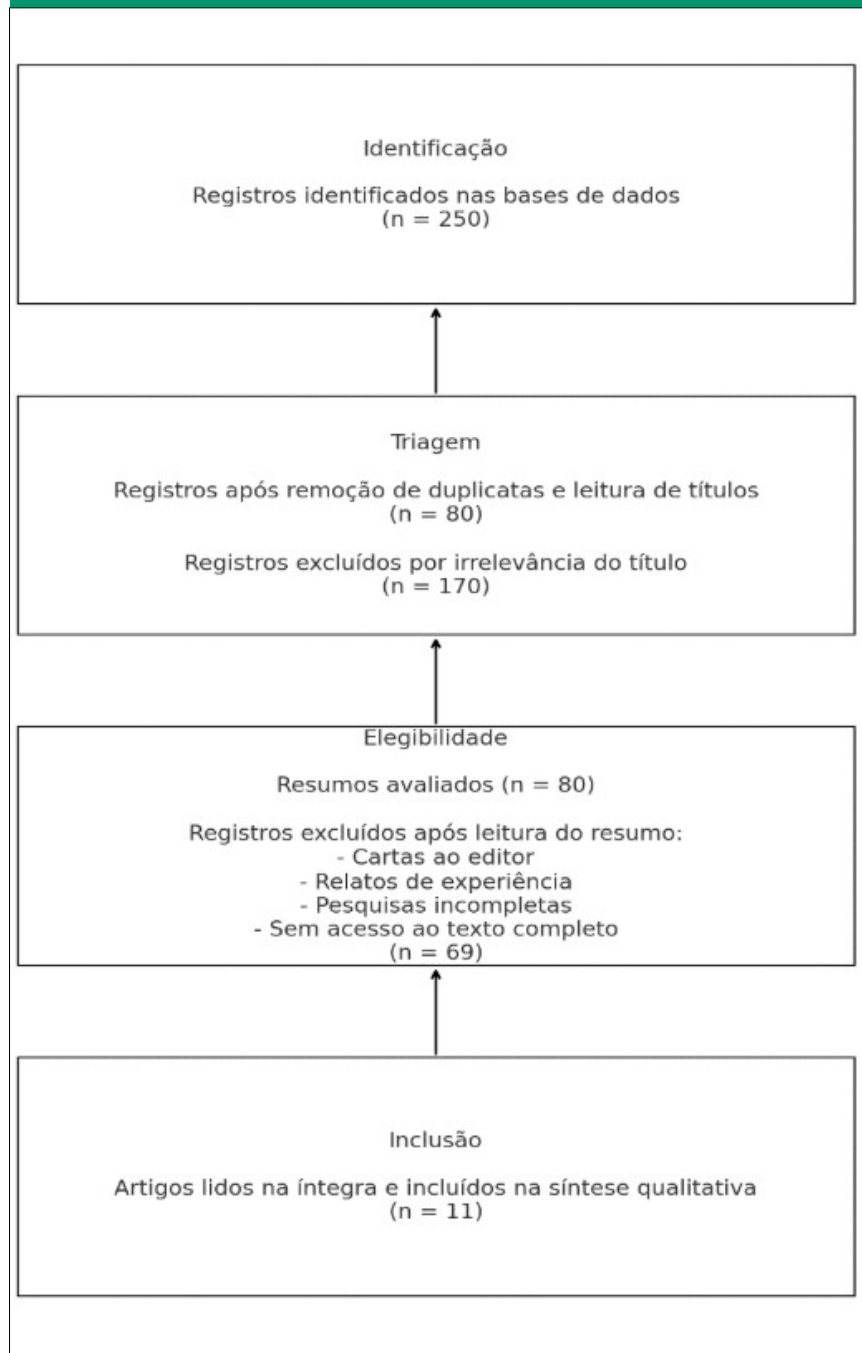 Identificação
Registros identificados nas bases de dados
(n = 250)
Triagem
Registros após remoção de duplicatas e leitura de títulos
(n = 80)
Registros excluídos por irrelevância do título
(n = 170)
Elegibilidade
Resumos avaliados (n = 80)
Registros excluídos após leitura do resumo:
- Cartas ao editor
- Relatos de experiência
- Pesquisas incompletas
- Sem acesso ao texto completo
(n = 69)
Inclusão
Artigos lidos na íntegra e incluídos na síntese qualitativa
(n = 11)